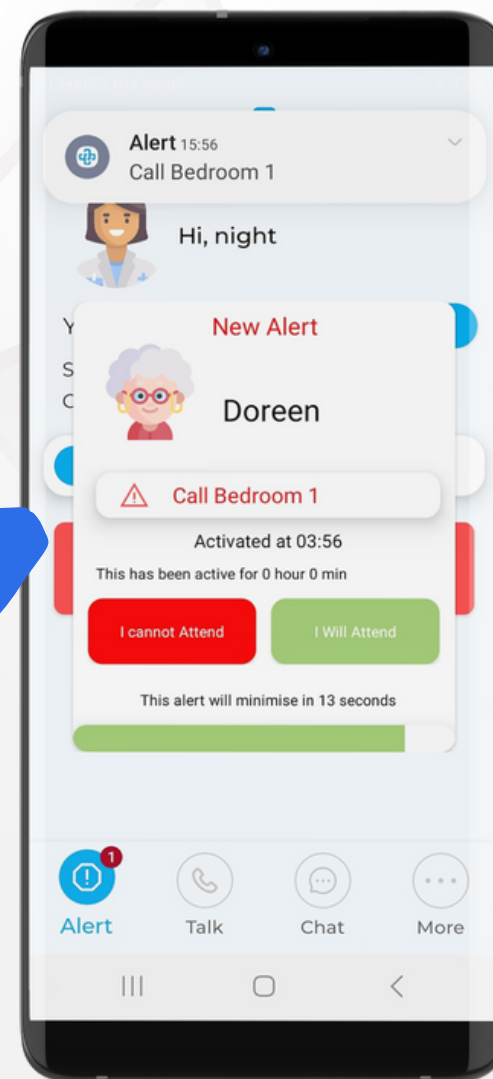 Alert 15:56
Call Bedroom 1
Hi, night
Y
New Alert
S
Doreen
C
Call Bedroom 1
Activated at 03:56
This has been active for 0 hour 0 min
I cannot Attend
I Will Attend
This alert will minimise in 13 seconds
1
Alert
Talk
Chat
More